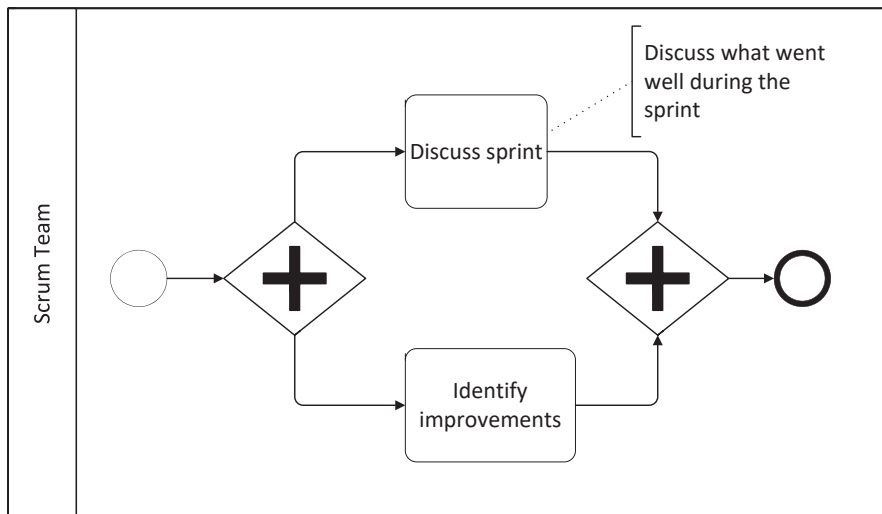 Scrum Team
Discuss what went
well during the
sprint
Discuss sprint
Identify
improvements